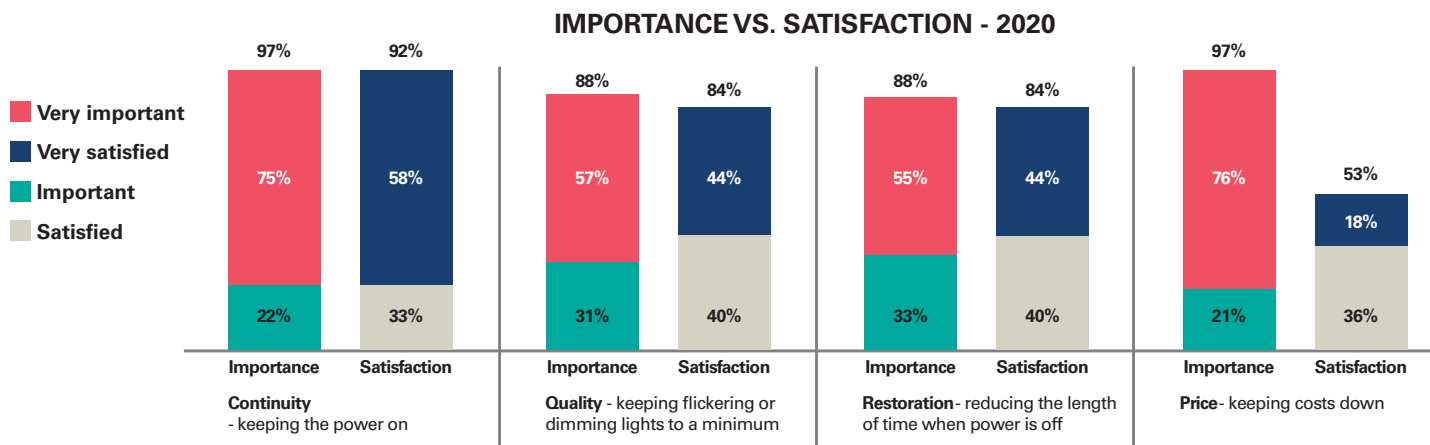 IMPORTANCE VS. SATISFACTION - 2020
Very important
Very satisfied
Important
Satisfied
97%
92%
75%
58%
22%
33%
Importance
Satisfaction
Continuity
- keeping the power on
88%
84%
57%
44%
31%
40%
Importance
Satisfaction
Quality - keeping flickering or
dimming lights to a minimum
88%
84%
55%
44%
33%
40%
Importance
Satisfaction
Restoration - reducing the length
of time when power is off
97%
53%
76%
18%
21%
36%
Importance
Satisfaction
Price - keeping costs down